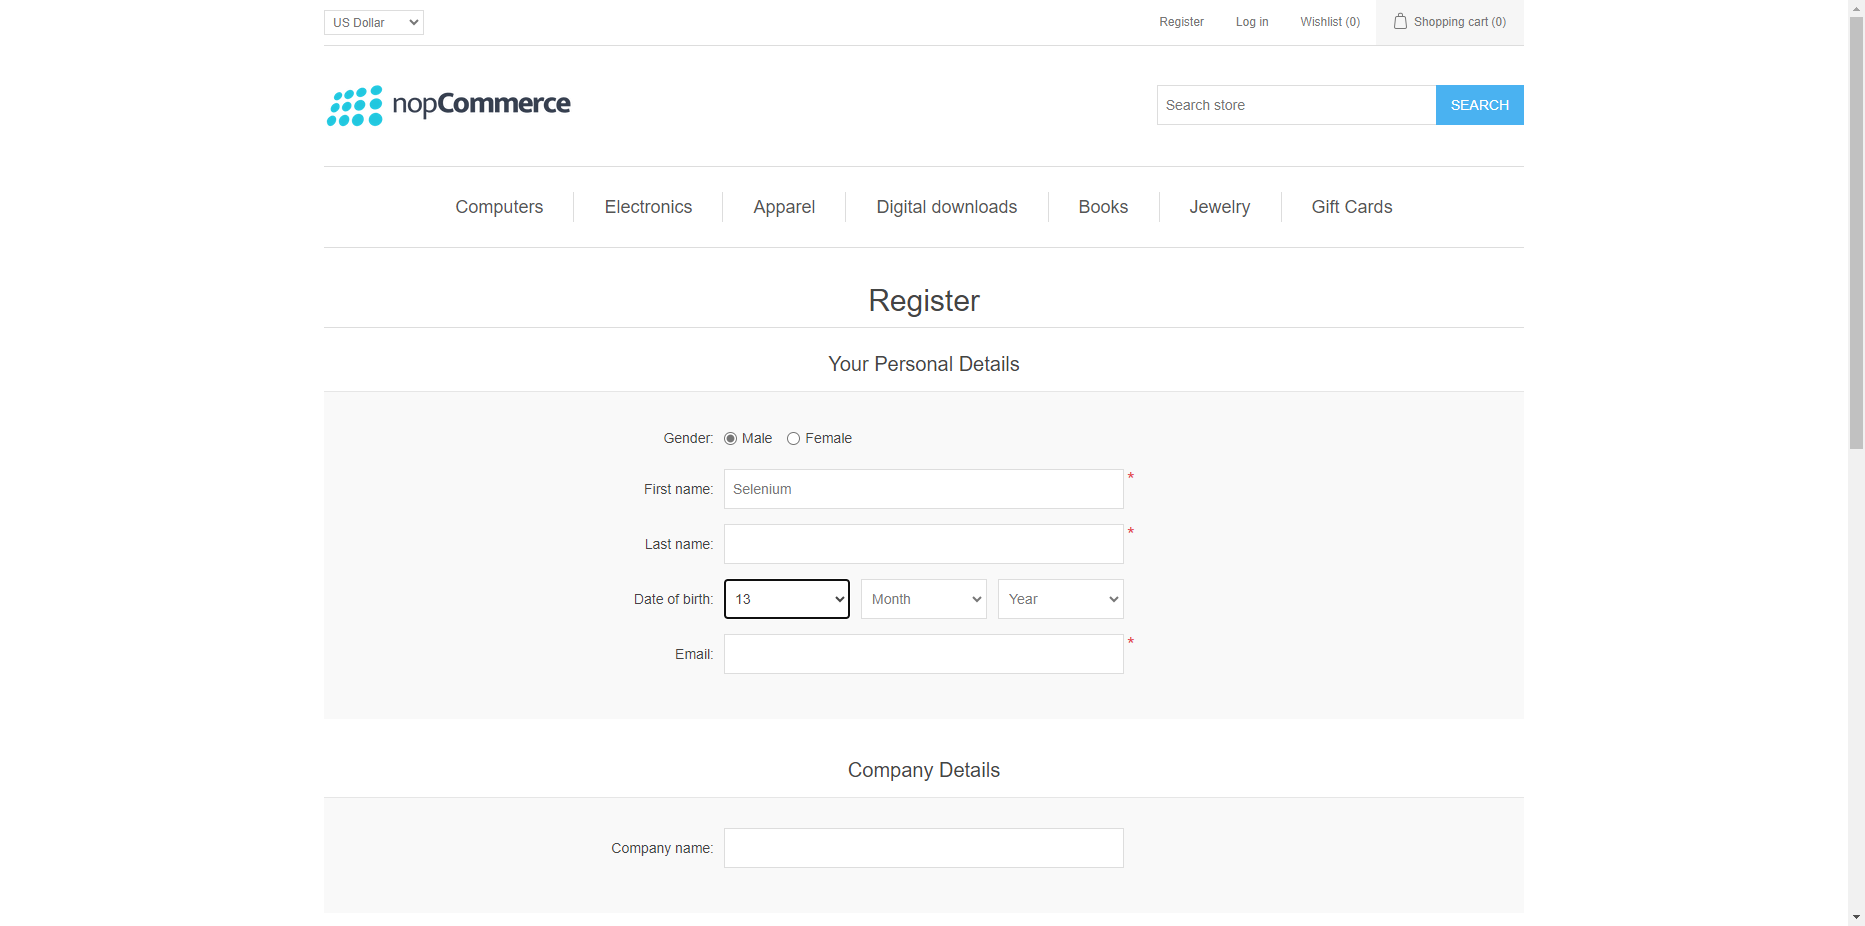 US Dollar
Register
Log in
Wishlist (0)
Shopping cart (0)
nopCommerce
Search store
SEARCH
Computers
Electronics
Apparel
Digital downloads
Books
Jewelry
Gift Cards
Register
Your Personal Details
Gender: Male Female
First name: Selenium *
Last name: *
Date of birth: 13 Month Year
Email: *
Company Details
Company name: